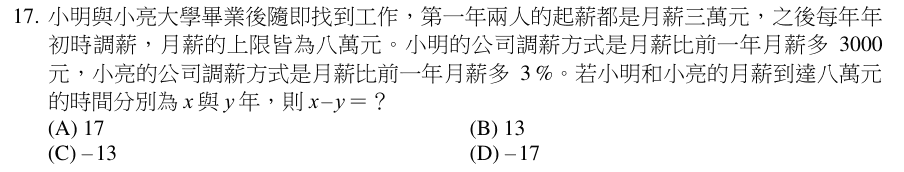 17. 小明與小亮大學畢業後隨即找到工作，第一年兩人的起薪都是月薪三萬元，之後每年年
初時調薪，月薪的上限皆為八萬元。小明的公司調薪方式是月薪比前一年月薪多 3000
元，小亮的公司調薪方式是月薪比前一年月薪多 3%。若小明和小亮的月薪到達八萬元
的時間分別為 x 與 y 年，則 x–y=？
(A) 17 (B) 13
(C) –13 (D) –17